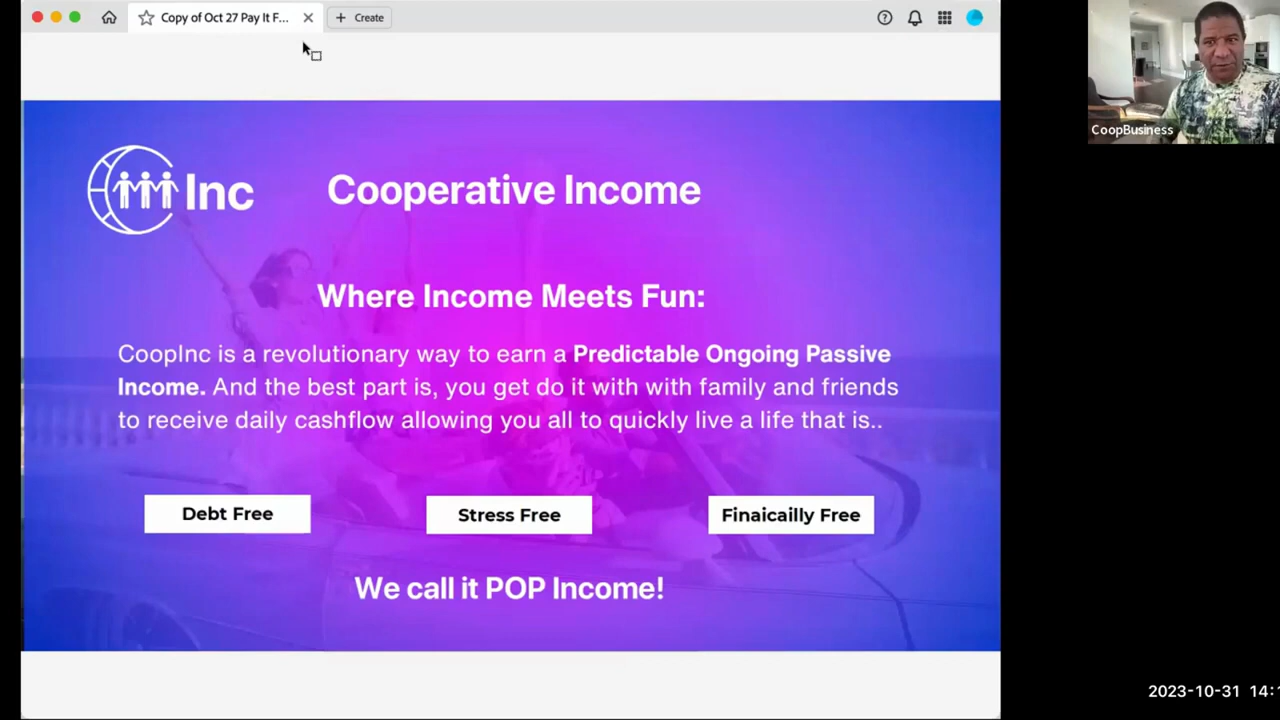 Copy of Oct 27 Pay It F...
Create
CoopBusiness
Inc
Cooperative Income
Where Income Meets Fun:
CoopInc is a revolutionary way to earn a Predictable Ongoing Passive
Income. And the best part is, you get do it with with family and friends
to receive daily cashflow allowing you all to quickly live a life that is..
Debt Free
Stress Free
Finaicailly Free
We call it POP Income!
2023-10-31 14:1